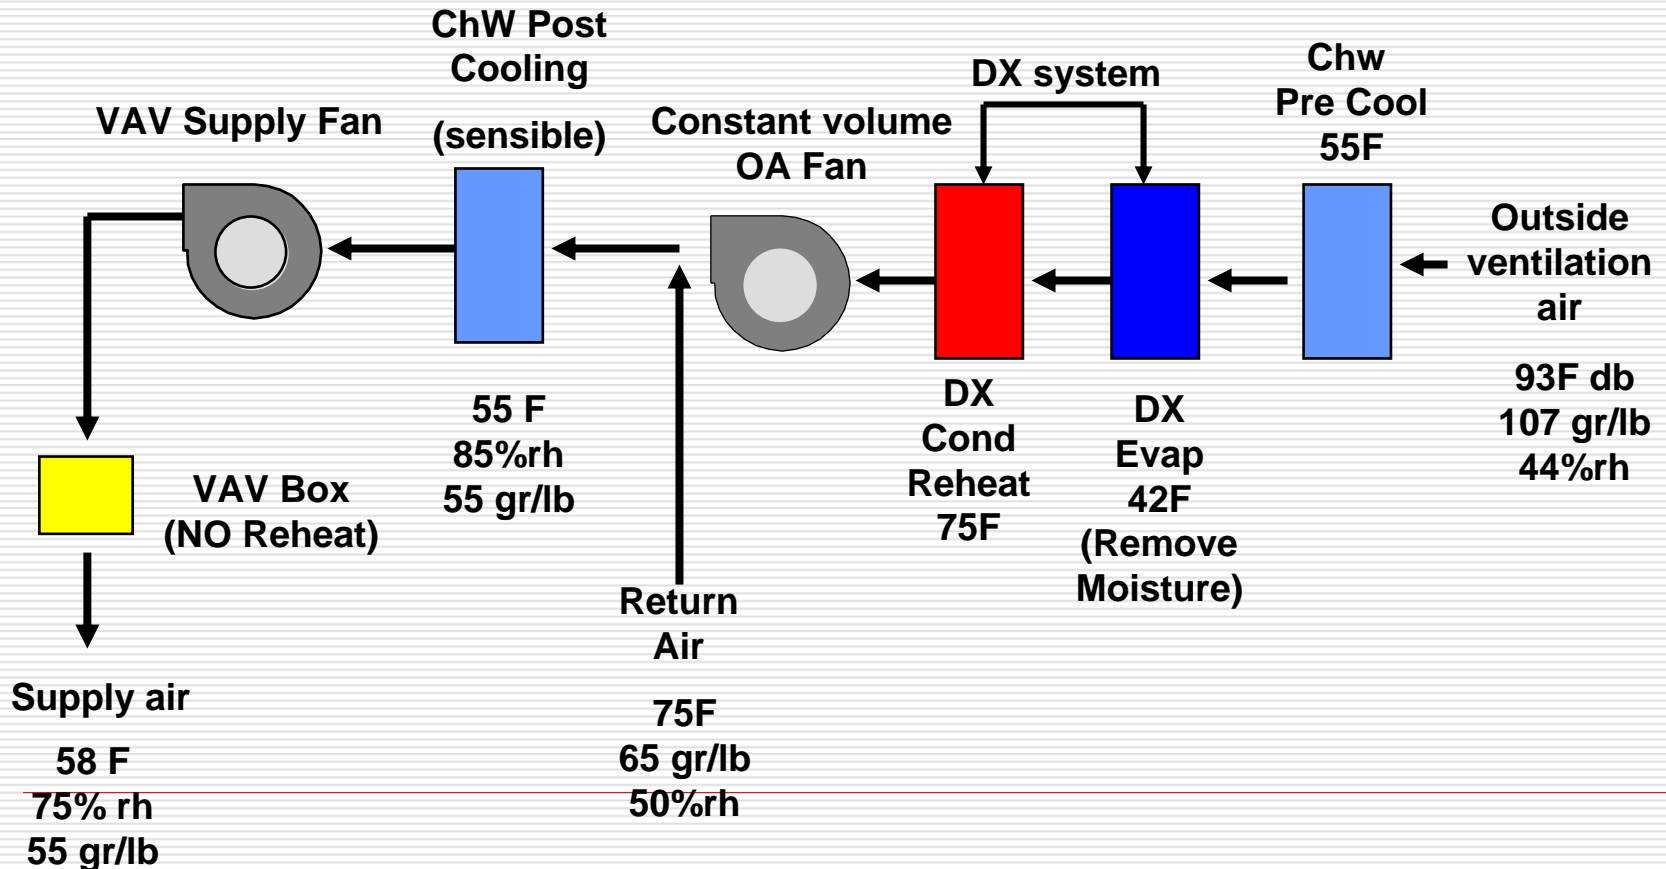 ChW Post
Cooling
(sensible)
VAV Supply Fan
Constant volume
OA Fan
DX system
Chw
Pre Cool
55F
Outside
ventilation
air
93F db
107 gr/lb
44%rh
DX
Evap
42F
(Remove
Moisture)
DX
Cond
Reheat
75F
55 F
85%rh
55 gr/lb
VAV Box
(NO Reheat)
Return
Air
75F
65 gr/lb
50%rh
Supply air
58 F
75% rh
55 gr/lb